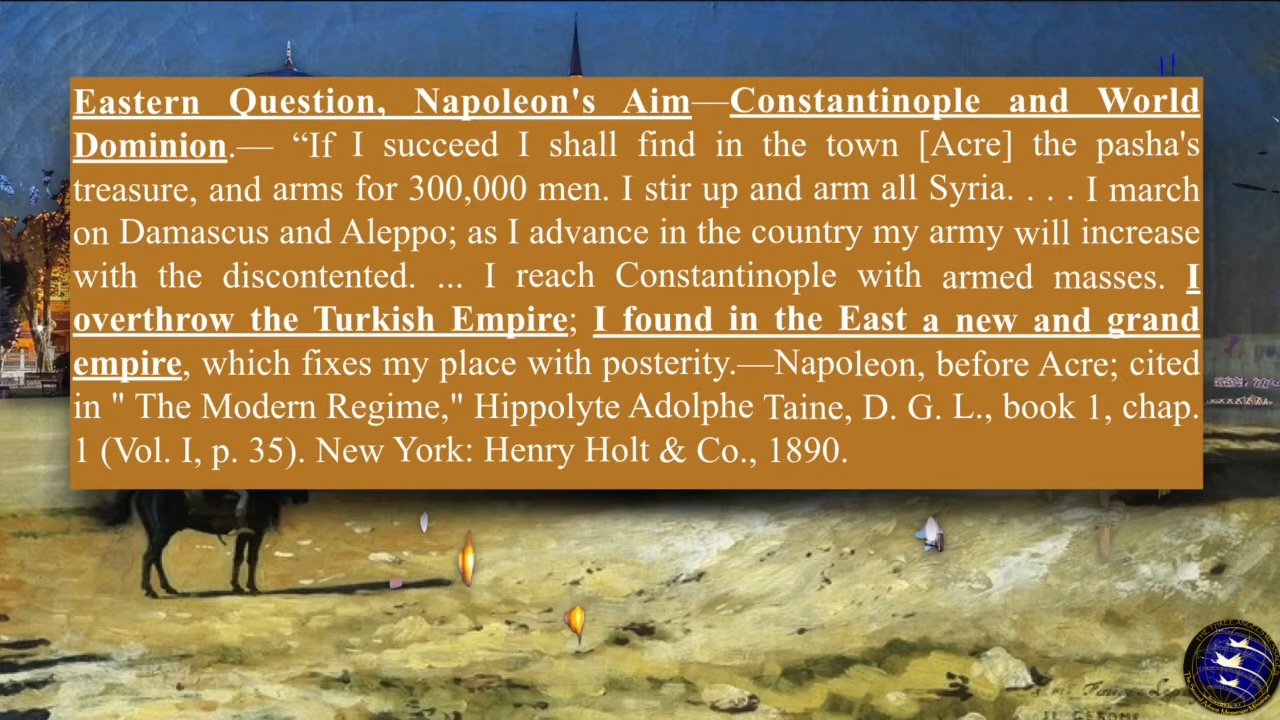 Eastern Question, Napoleon's Aim—Constantinople and World
Dominion.— “If I succeed I shall find in the town [Acre] the pasha's
treasure, and arms for 300,000 men. I stir up and arm all Syria. . . . I march
on Damascus and Aleppo; as I advance in the country my army will increase
with the discontented. ... I reach Constantinople with armed masses. I
overthrow the Turkish Empire; I found in the East a new and grand
empire, which fixes my place with posterity.—Napoleon, before Acre; cited
in " The Modern Regime," Hippolyte Adolphe Taine, D. G. L., book 1, chap.
1 (Vol. I, p. 35). New York: Henry Holt & Co., 1890.